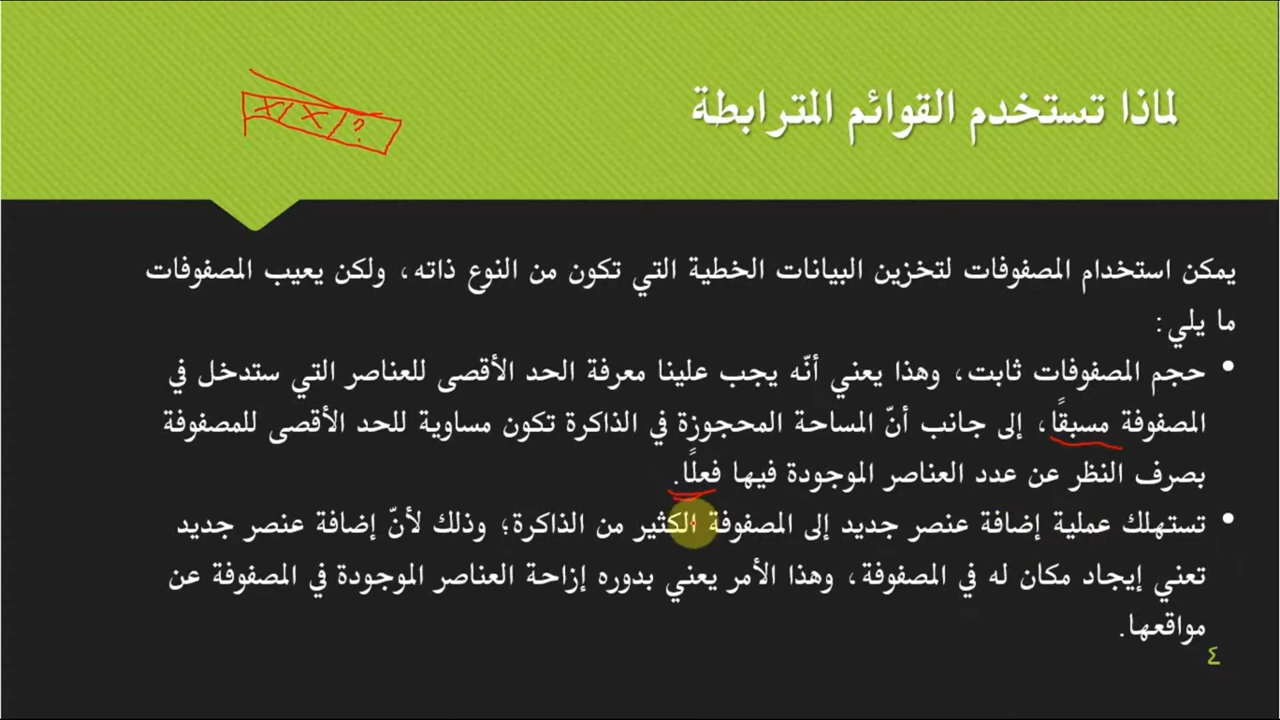 لماذا تستخدم القوائم المترابطة
x x ?
يمكن استخدام المصفوفات لتخزين البيانات الخطية التي تكون من النوع ذاته، ولكن يعيب المصفوفات
ما يلي:
• حجم المصفوفات ثابت، وهذا يعني أنّه يجب علينا معرفة الحد الأقصى للعناصر التي ستدخل في
المصفوفة مسبقًا، إلى جانب أنّ المساحة المحجوزة في الذاكرة تكون مساوية للحد الأقصى للمصفوفة
بصرف النظر عن عدد العناصر الموجودة فيها فعلًا.
• تستهلك عملية إضافة عنصر جديد إلى المصفوفة الكثير من الذاكرة؛ وذلك لأنّ إضافة عنصر جديد
تعني إيجاد مكان له في المصفوفة، وهذا الأمر يعني بدوره إزاحة العناصر الموجودة في المصفوفة عن
مواقعها.
٤